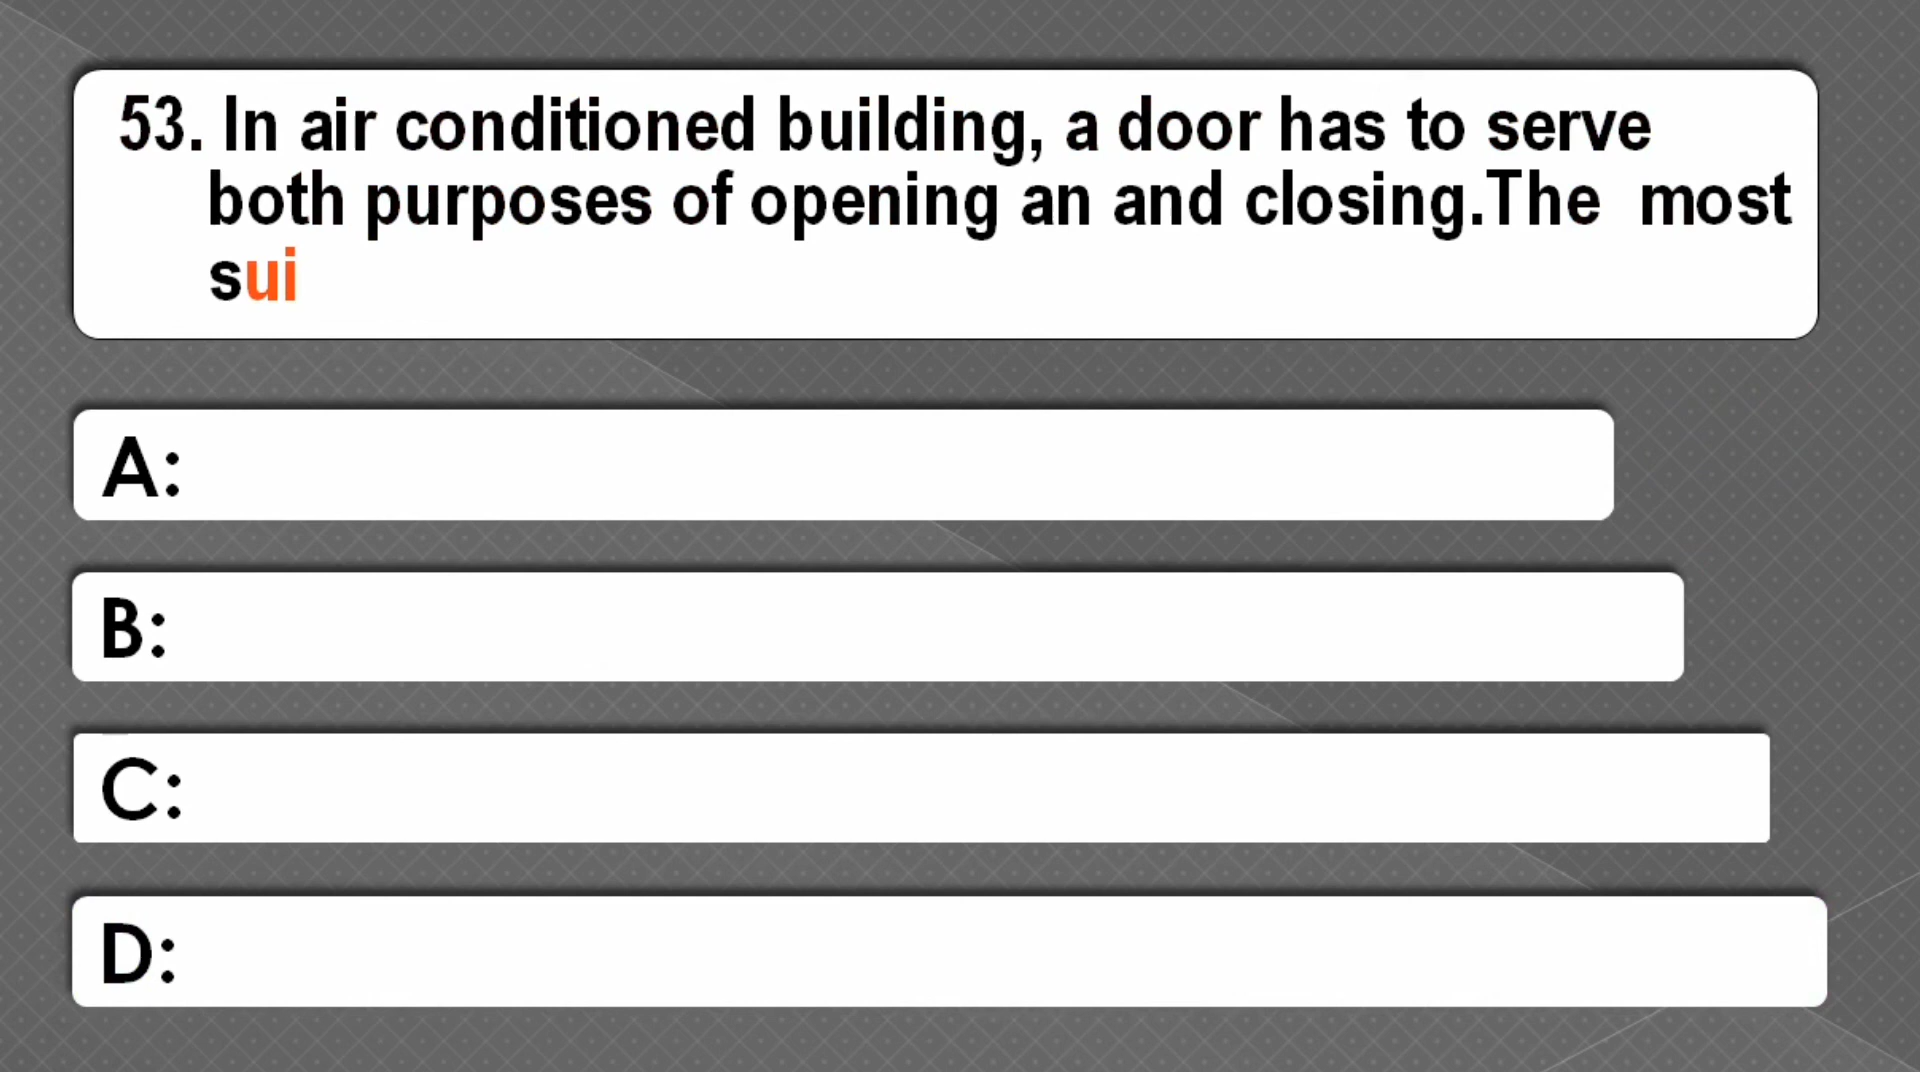 53. In air conditioned building, a door has to serve
both purposes of opening an and closing.The most
sui
A:
B:
C:
D: